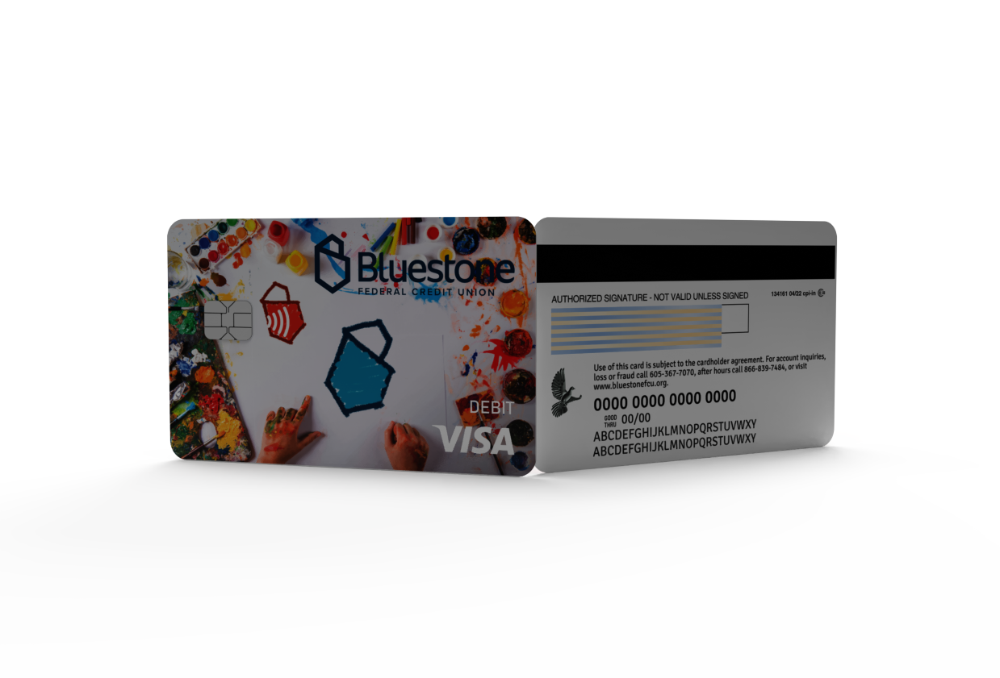 Bluestone
FEDERAL CREDIT UNION
DEBIT
VISA
AUTHORIZED SIGNATURE - NOT VALID UNLESS SIGNED
134161 04/22 cpi-in
Use of this card is subject to the cardholder agreement. For account inquiries,
loss or fraud call 605-367-7070, after hours call 866-839-7484, or visit
www.bluestonefcu.org.
0000 0000 0000 0000
GOOD
THRU 00/00
ABCDEFGHIJKLMNOPQRSTUVWXY
ABCDEFGHIJKLMNOPQRSTUVWXY